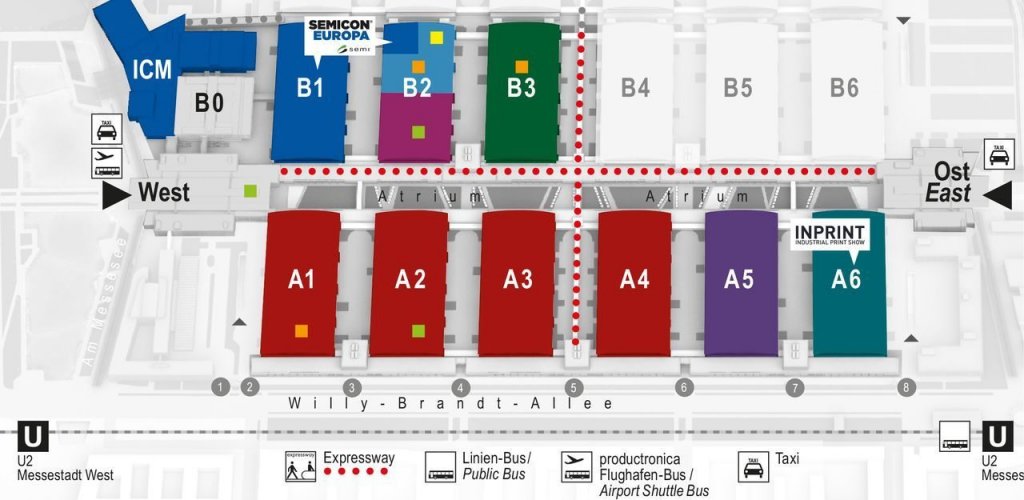 SEMICON®
EUROPA
semi
ICM
B0
B1
B2
B3
B4
B5
B6
TAXI
West
Atrium
Atrium
TAXI
Ost
East
INPRINT
INDUSTRIAL PRINT SHOW
A1
A2
A3
A4
A5
A6
Am Messesee
1
2
3
4
5
6
7
8
Willy-Brandt-Allee
U
U2
Messestadt West
expressway
Expressway
Linien-Bus/
Public Bus
productronica
Flughafen-Bus /
Airport Shuttle Bus
TAXI
Taxi
U
U2
Messes